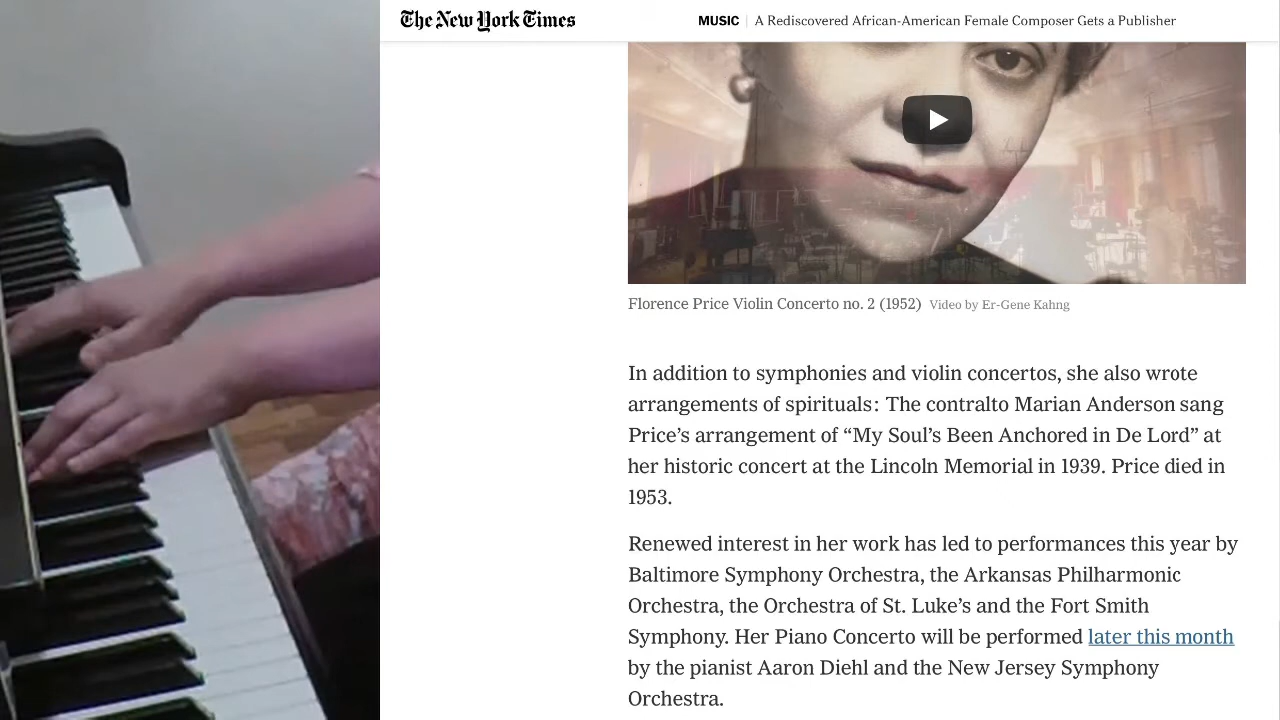 The New York Times
MUSIC | A Rediscovered African-American Female Composer Gets a Publisher
Florence Price Violin Concerto no. 2 (1952) Video by Er-Gene Kahng
In addition to symphonies and violin concertos, she also wrote
arrangements of spirituals: The contralto Marian Anderson sang
Price’s arrangement of “My Soul’s Been Anchored in De Lord” at
her historic concert at the Lincoln Memorial in 1939. Price died in
1953.
Renewed interest in her work has led to performances this year by
Baltimore Symphony Orchestra, the Arkansas Philharmonic
Orchestra, the Orchestra of St. Luke’s and the Fort Smith
Symphony. Her Piano Concerto will be performed later this month
by the pianist Aaron Diehl and the New Jersey Symphony
Orchestra.